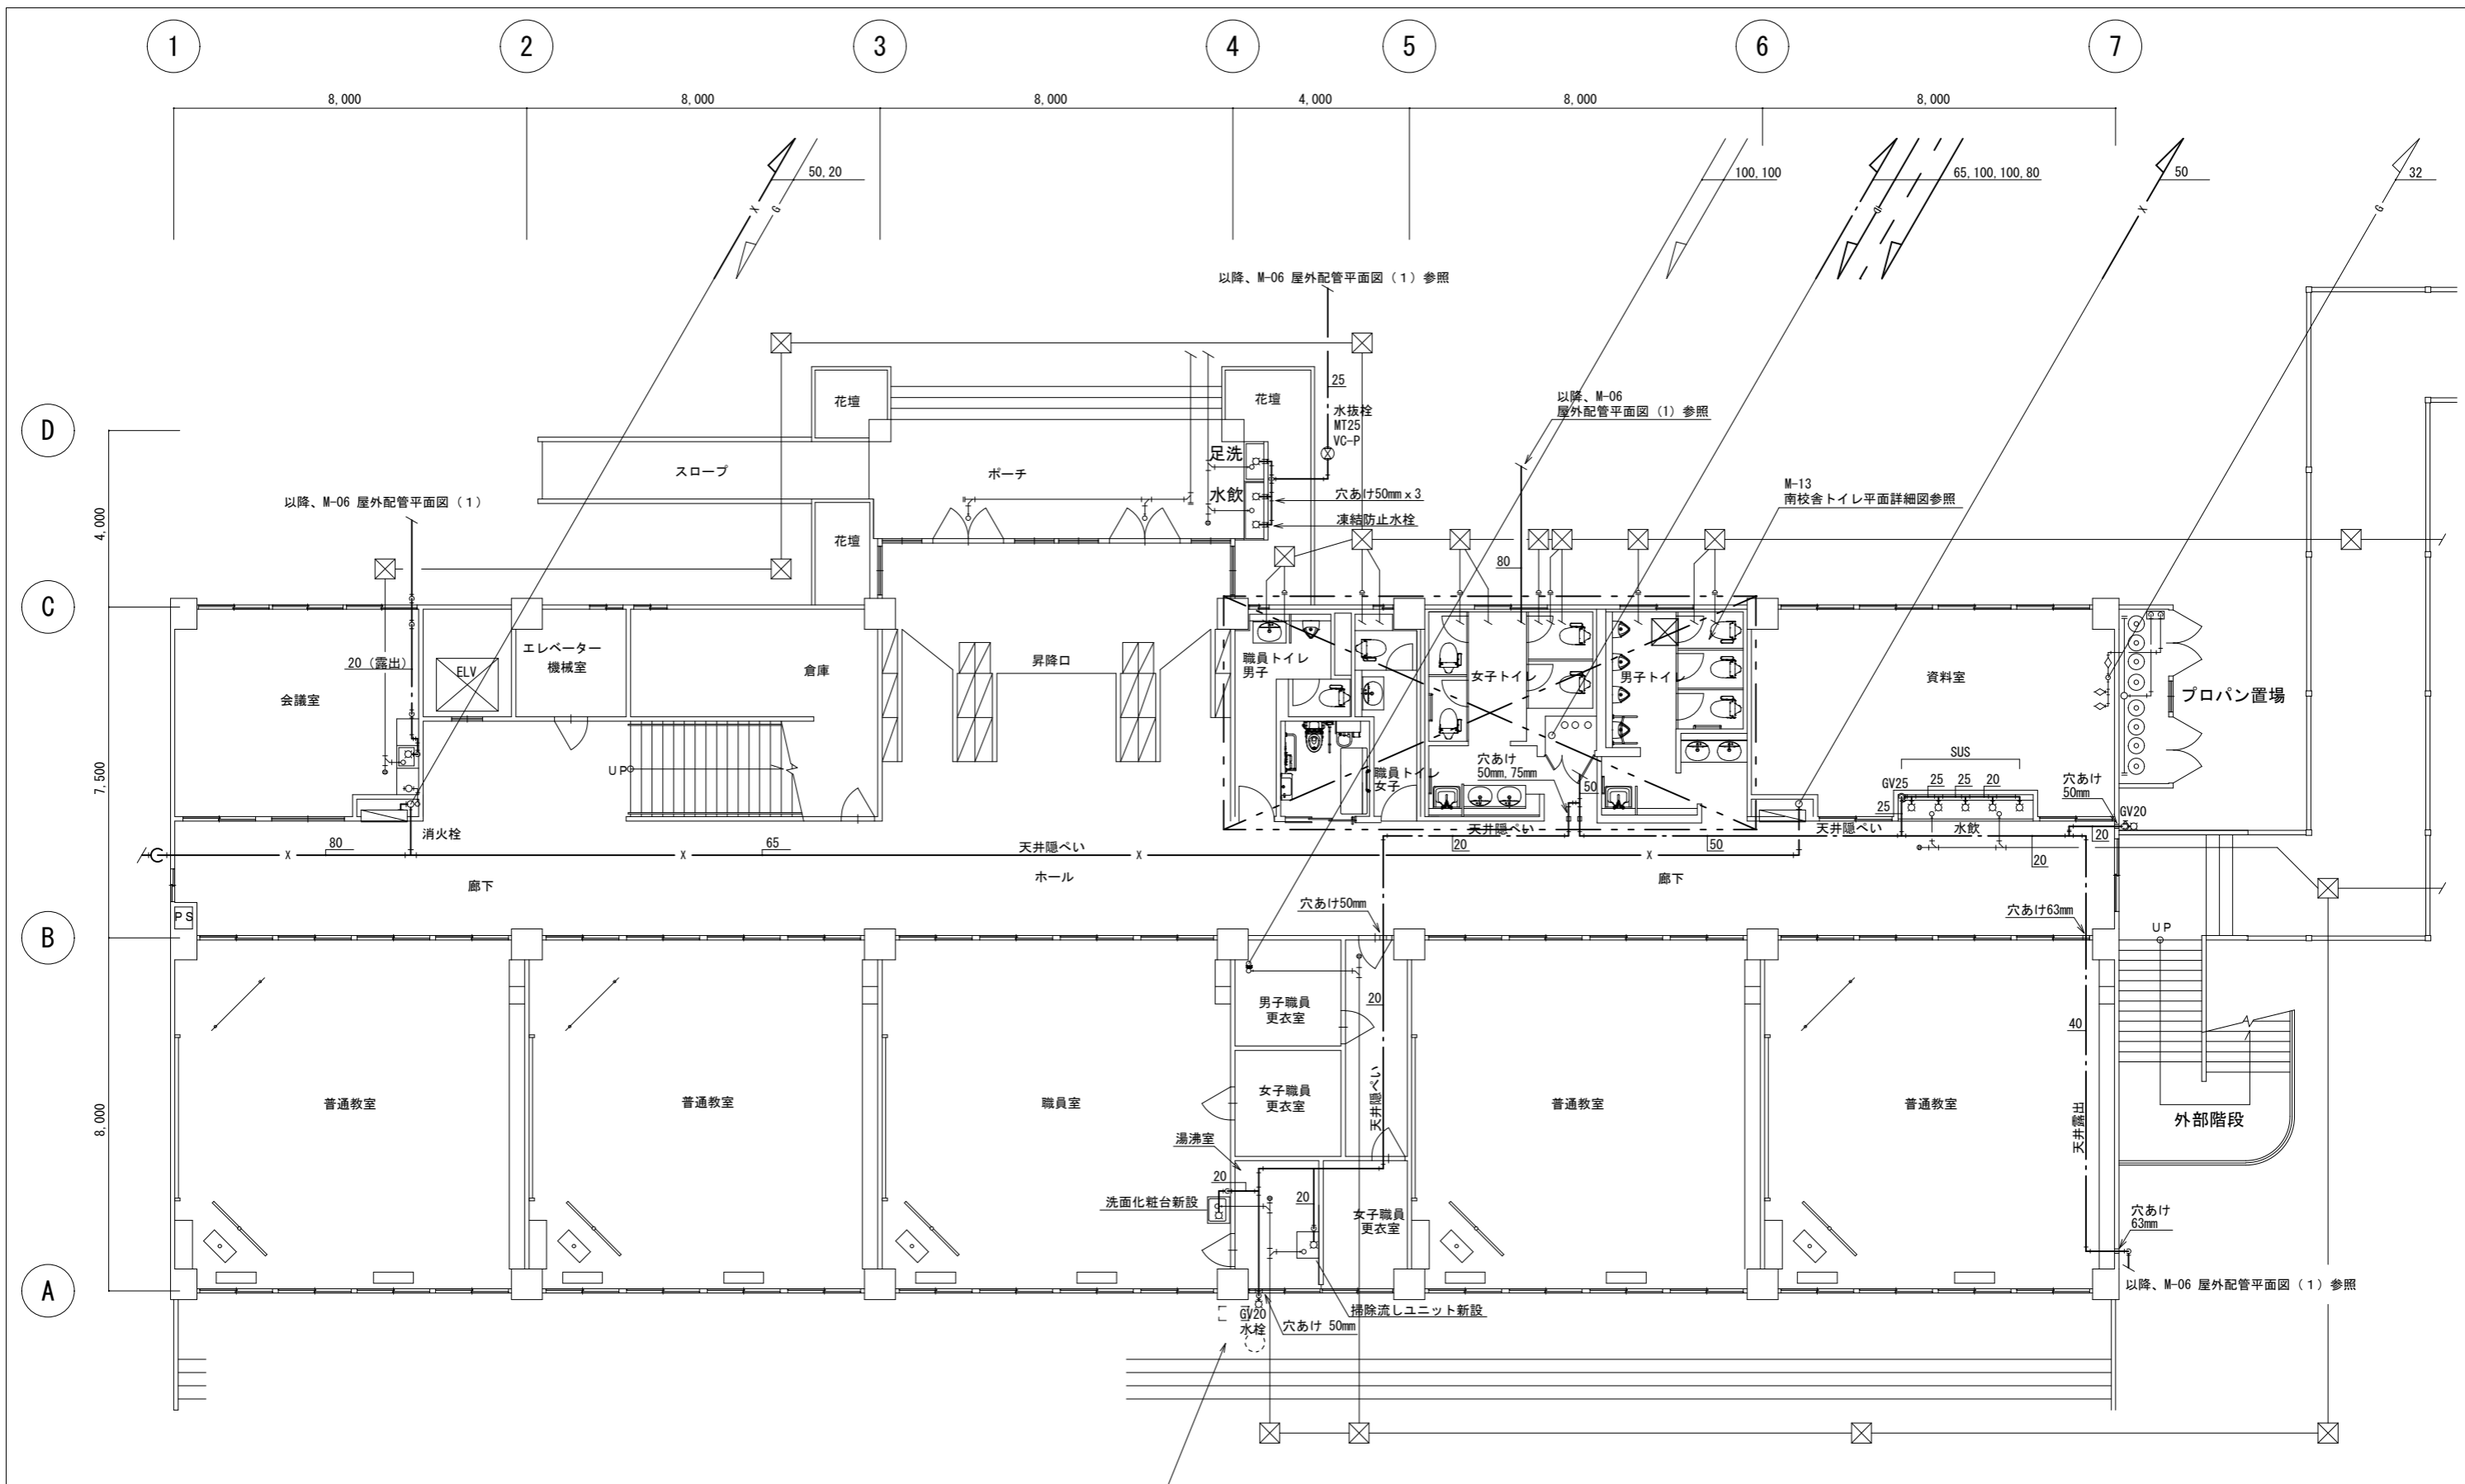 1
2
3
4
5
6
7
8,000
8,000
8,000
4,000
8,000
8,000
50,20
100,100
65,100,100,80
50
32
X
G
X
G
以降、M-06 屋外配管平面図（1）参照
25
花壇
花壇
以降、M-06
屋外配管平面図（1）参照
水抜栓
MT25
VC-P
D
足洗
スロープ
ポーチ
M-13
南校舎トイレ平面詳細図参照
水飲
穴あけ50mm x 3
以降、M-06 屋外配管平面図（1）
凍結防止水栓
4,000
花壇
80
C
エレベーター
機械室
20（露出）
ELV
倉庫
昇降口
職員トイレ
男子
女子トイレ
男子トイレ
資料室
プロパン置場
会議室
UP
SUS
職員トイレ
女子
穴あけ
50mm,75mm
50
GV25
25
25
20
穴あけ
50mm
7,500
25
GV20
消火栓
天井隠ぺい
天井隠ぺい
水飲
80
65
天井隠ぺい
20
50
20
20
X
X
X
X
廊下
ホール
廊下
PS
穴あけ50mm
穴あけ63mm
B
UP
男子職員
更衣室
20
40
普通教室
普通教室
職員室
女子職員
更衣室
天井隠ぺい
普通教室
普通教室
天井露出
外部階段
8,000
湯沸室
20
20
洗面化粧台新設
女子職員
更衣室
穴あけ
63mm
A
以降、M-06 屋外配管平面図（1）参照
GV20
水栓
掃除流しユニット新設
穴あけ 50mm